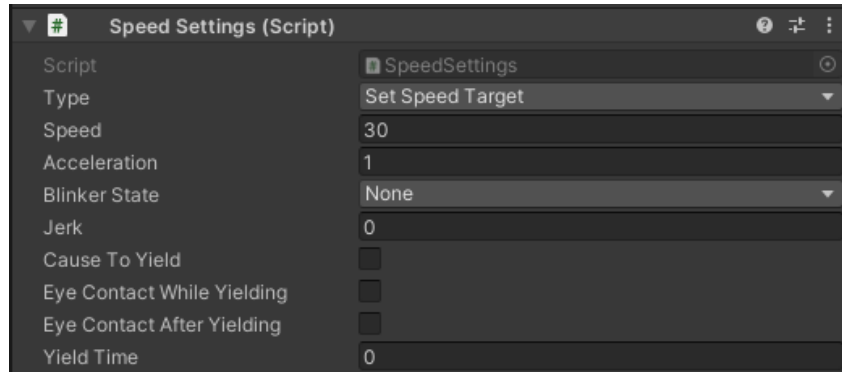 # Speed Settings (Script)
Script # SpeedSettings
Type Set Speed Target
Speed 30
Acceleration 1
Blinker State None
Jerk 0
Cause To Yield
Eye Contact While Yielding
Eye Contact After Yielding
Yield Time 0